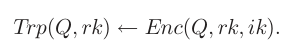 Trp(Q, rk) ← Enc(Q, rk, ik).